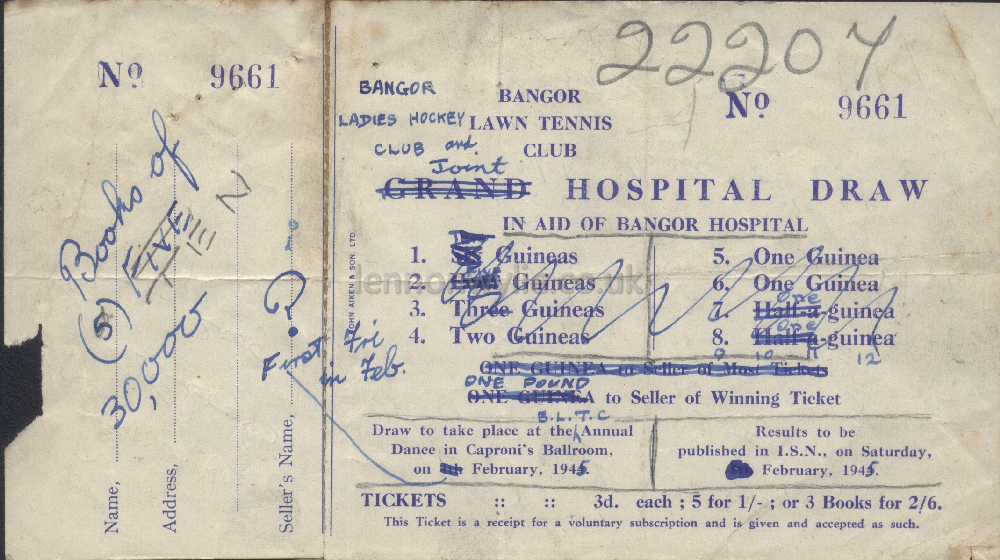 22207
Nº 9661
Nº 9661
BANGOR
LADIES HOCKEY
CLUB and
Joint
BANGOR
LAWN TENNIS
CLUB
GRAND HOSPITAL DRAW
IN AID OF BANGOR HOSPITAL
1. Guineas
2. Guineas
3. Three Guineas
4. Two Guineas
5. One Guinea
6. One Guinea
One
7. Half-a-guinea
One
8. Half-a-guinea
9 10 11 12
ONE GUINEA to Seller of Most Tickets
ONE POUND
ONE GUINEA to Seller of Winning Ticket
B.L.T.C
Draw to take place at the Annual
Dance in Caproni's Ballroom,
on February, 1945.
Results to be
published in I.S.N., on Saturday,
February, 1945.
TICKETS :: :: 3d. each ; 5 for 1/- ; or 3 Books for 2/6.
This Ticket is a receipt for a voluntary subscription and is given and accepted as such.
JOHN AIKEN & SON, LTD.
Name,
Address,
Seller's Name,
(5) Books of
FIVE
30,000
N
?
First Fri
in Feb.